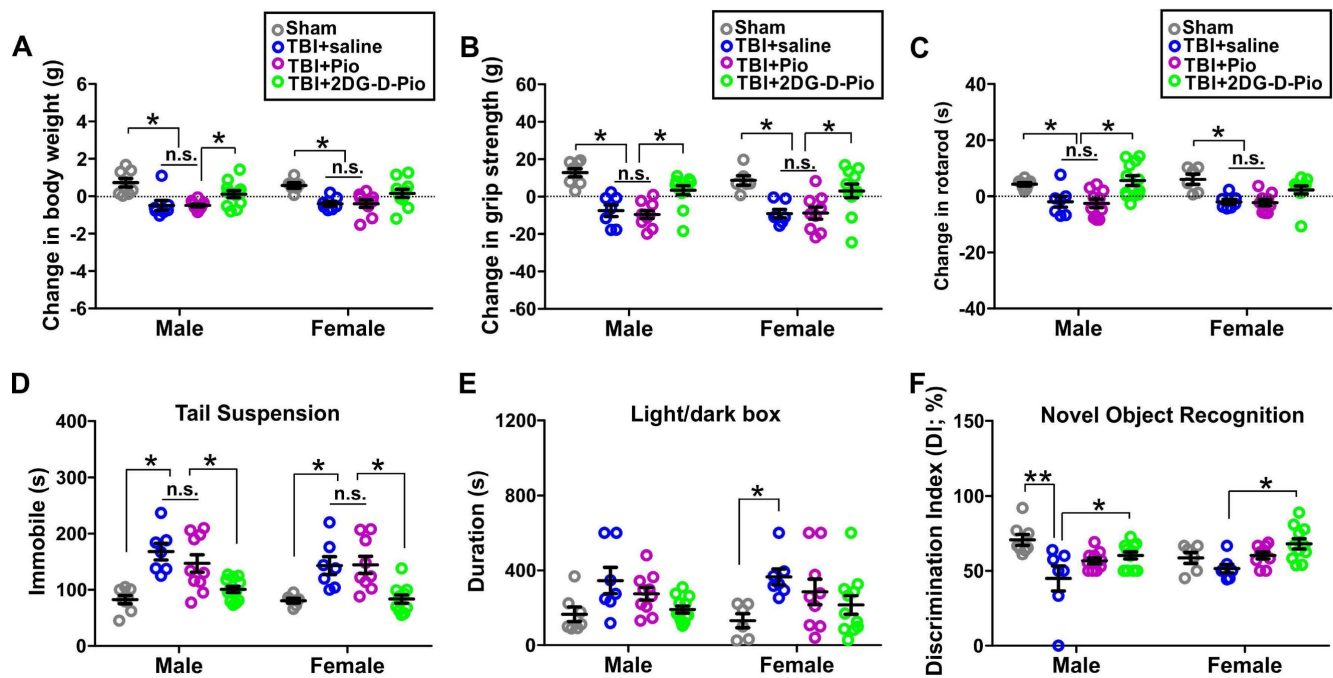 Sham
TBI+saline
TBI+Pio
TBI+2DG-D-Pio
A
Change in body weight (g)
6
4
2
0
2
4
6
*
n.s.
*
*
n.s.
Male
Female
Sham
TBI+saline
TBI+Pio
TBI+2DG-D-Pio
B
Change in grip strength (g)
60
40
20
0
-20
-40
-60
*
n.s.
*
*
n.s.
*
Male
Female
Sham
TBI+saline
TBI+Pio
TBI+2DG-D-Pio
C
Change in rotarod (s)
40
20
0
-20
-40
*
n.s.
*
*
n.s.
Male
Female
D
Tail Suspension
Immobile (s)
400
300
200
100
0
*
n.s.
*
*
n.s.
*
Male
Female
E
Light/dark box
Duration (s)
1200
800
400
0
*
Male
Female
F
Novel Object Recognition
Discrimination Index (DI; %)
150
100
50
0
**
*
*
Male
Female